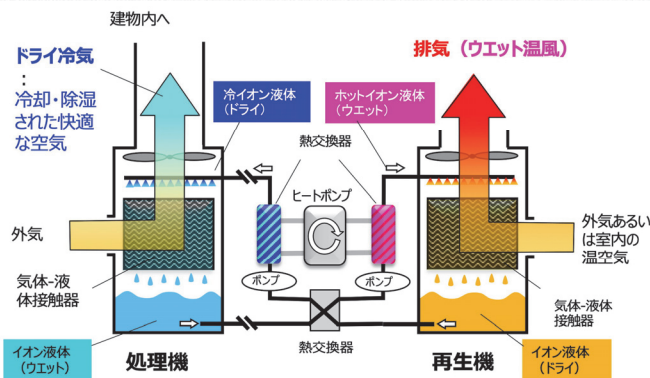 建物内へ
ドライ冷気
:
冷却・除湿
された快適
な空気
冷イオン液体
(ドライ)
熱交換器
ホットイオン液体
(ウエット)
排気(ウエット温風)
ヒートポンプ
外気
外気あるい
は室内の
温空気
気体-液
体接触器
ポンプ
ポンプ
気体-液体
接触器
イオン液体
(ウエット)
処理機
熱交換器
再生機
イオン液体
(ドライ)